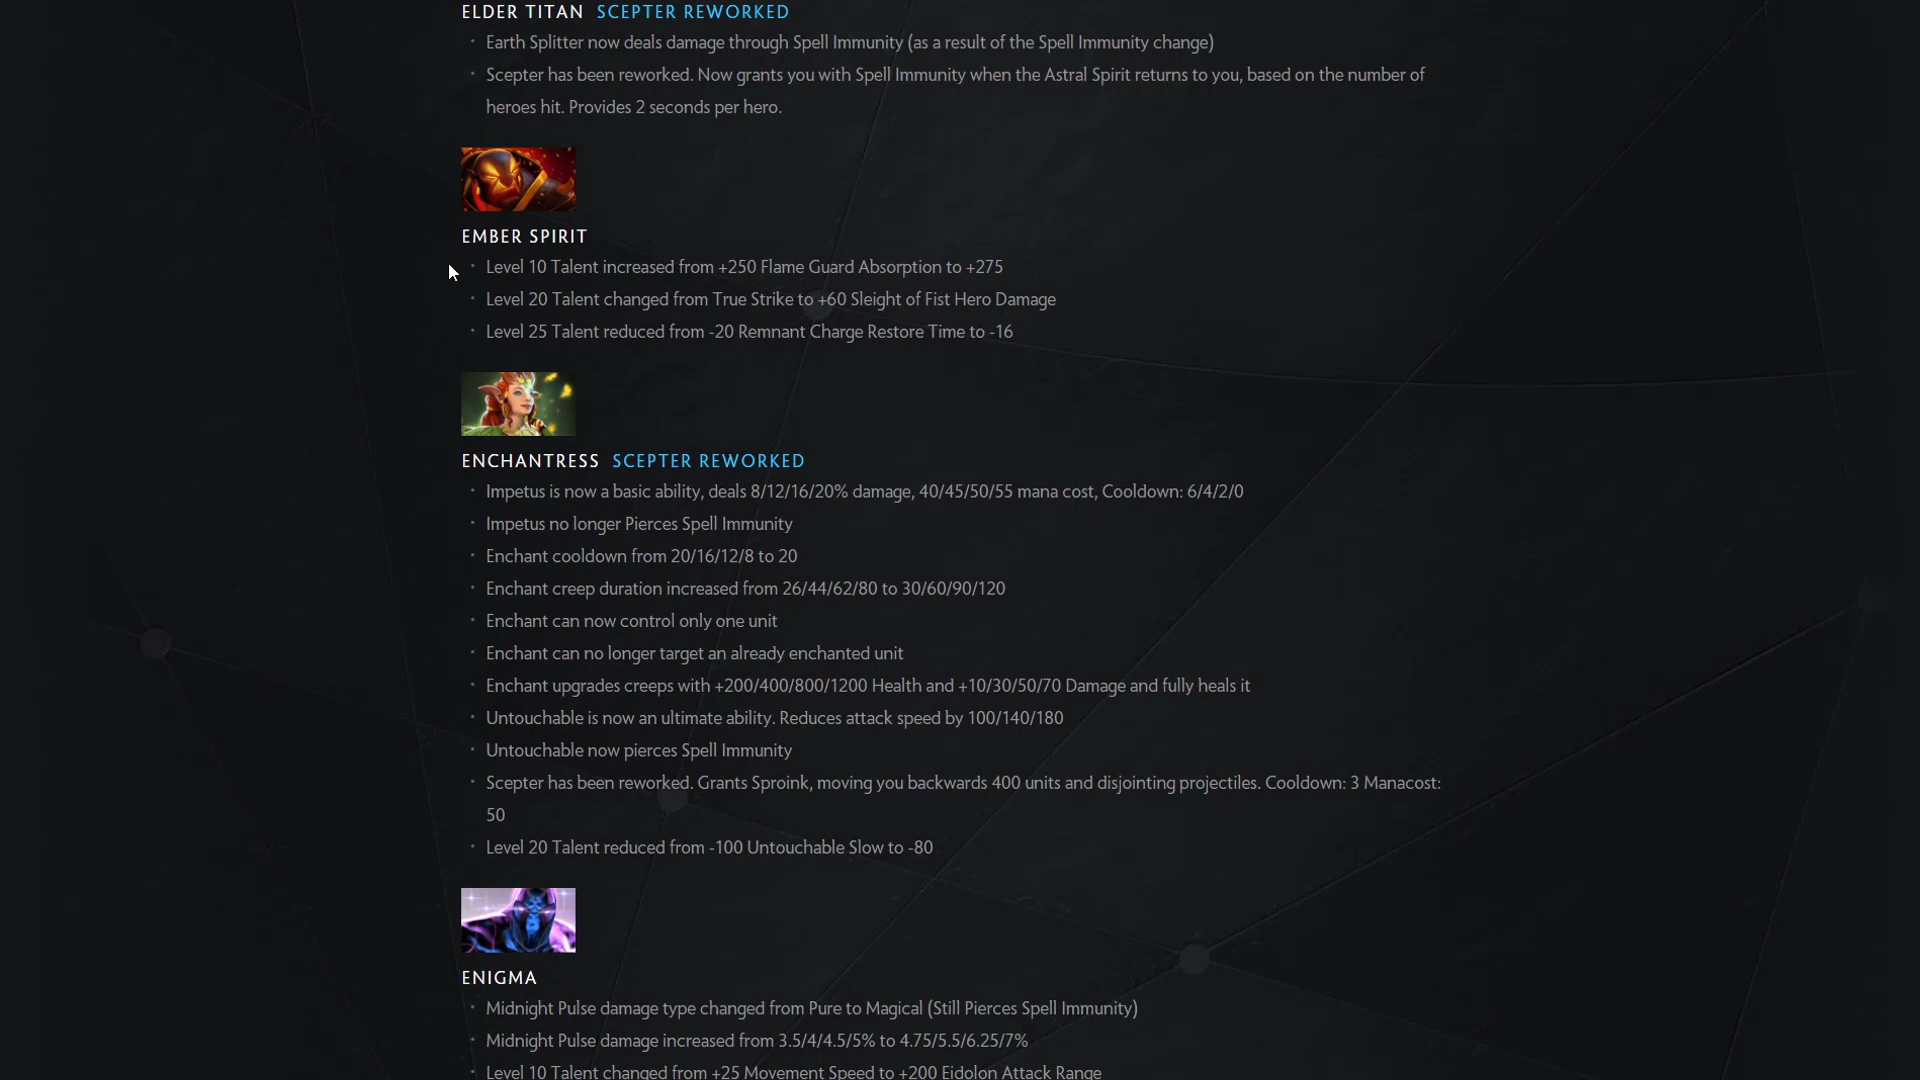 ELDER TITAN SCEPTER REWORKED
· Earth Splitter now deals damage through Spell Immunity (as a result of the Spell Immunity change)
· Scepter has been reworked. Now grants you with Spell Immunity when the Astral Spirit returns to you, based on the number of
heroes hit. Provides 2 seconds per hero.
EMBER SPIRIT
· Level 10 Talent increased from +250 Flame Guard Absorption to +275
· Level 20 Talent changed from True Strike to +60 Sleight of Fist Hero Damage
· Level 25 Talent reduced from -20 Remnant Charge Restore Time to -16
ENCHANTRESS SCEPTER REWORKED
· Impetus is now a basic ability, deals 8/12/16/20% damage, 40/45/50/55 mana cost, Cooldown: 6/4/2/0
· Impetus no longer Pierces Spell Immunity
· Enchant cooldown from 20/16/12/8 to 20
· Enchant creep duration increased from 26/44/62/80 to 30/60/90/120
· Enchant can now control only one unit
· Enchant can no longer target an already enchanted unit
· Enchant upgrades creeps with +200/400/800/1200 Health and +10/30/50/70 Damage and fully heals it
· Untouchable is now an ultimate ability. Reduces attack speed by 100/140/180
· Untouchable now pierces Spell Immunity
· Scepter has been reworked. Grants Sproink, moving you backwards 400 units and disjointing projectiles. Cooldown: 3 Manacost:
50
· Level 20 Talent reduced from -100 Untouchable Slow to -80
ENIGMA
· Midnight Pulse damage type changed from Pure to Magical (Still Pierces Spell Immunity)
· Midnight Pulse damage increased from 3.5/4/4.5/5% to 4.75/5.5/6.25/7%
· Level 10 Talent changed from +25 Movement Speed to +200 Eidolon Attack Range